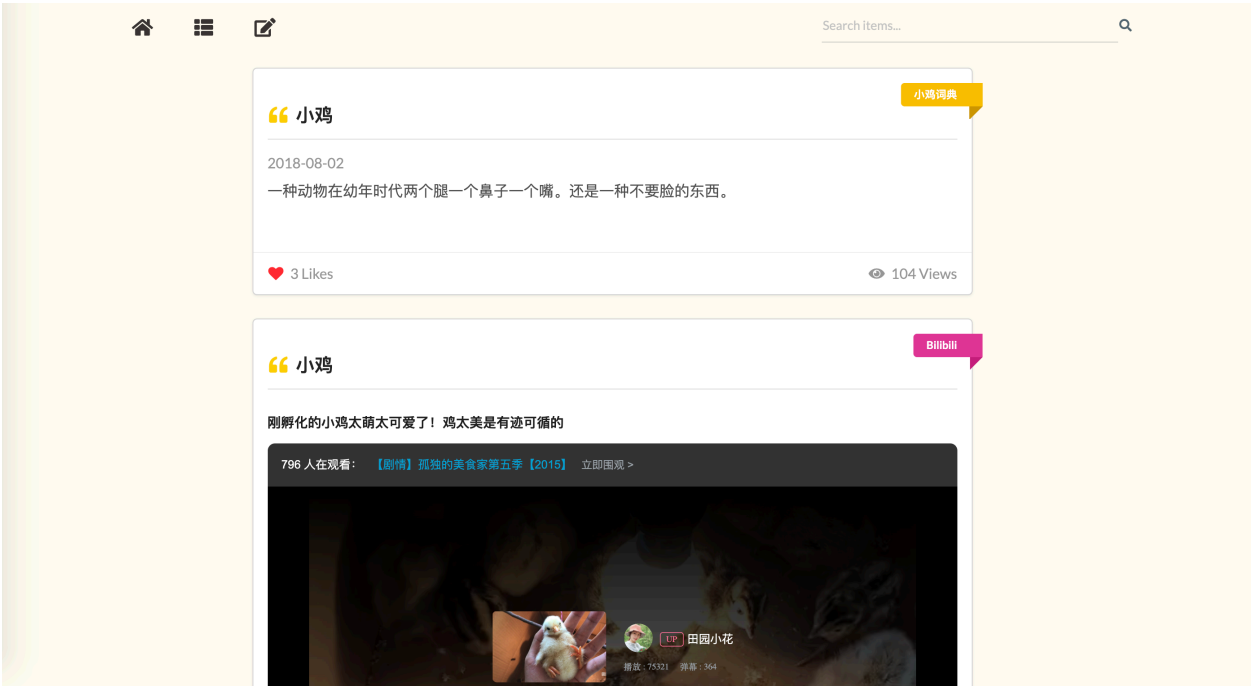 Search items...
小鸡词典
小鸡
2018-08-02
一种动物在幼年时代两个腿一个鼻子一个嘴。还是一种不要脸的东西。
3 Likes
104 Views
Bilibili
小鸡
刚孵化的小鸡太萌太可爱了！鸡太美是有迹可循的
796 人在观看： 【剧情】孤独的美食家第五季【2015】 立即围观 >
UP 田园小花
播放 : 75321 弹幕 : 364